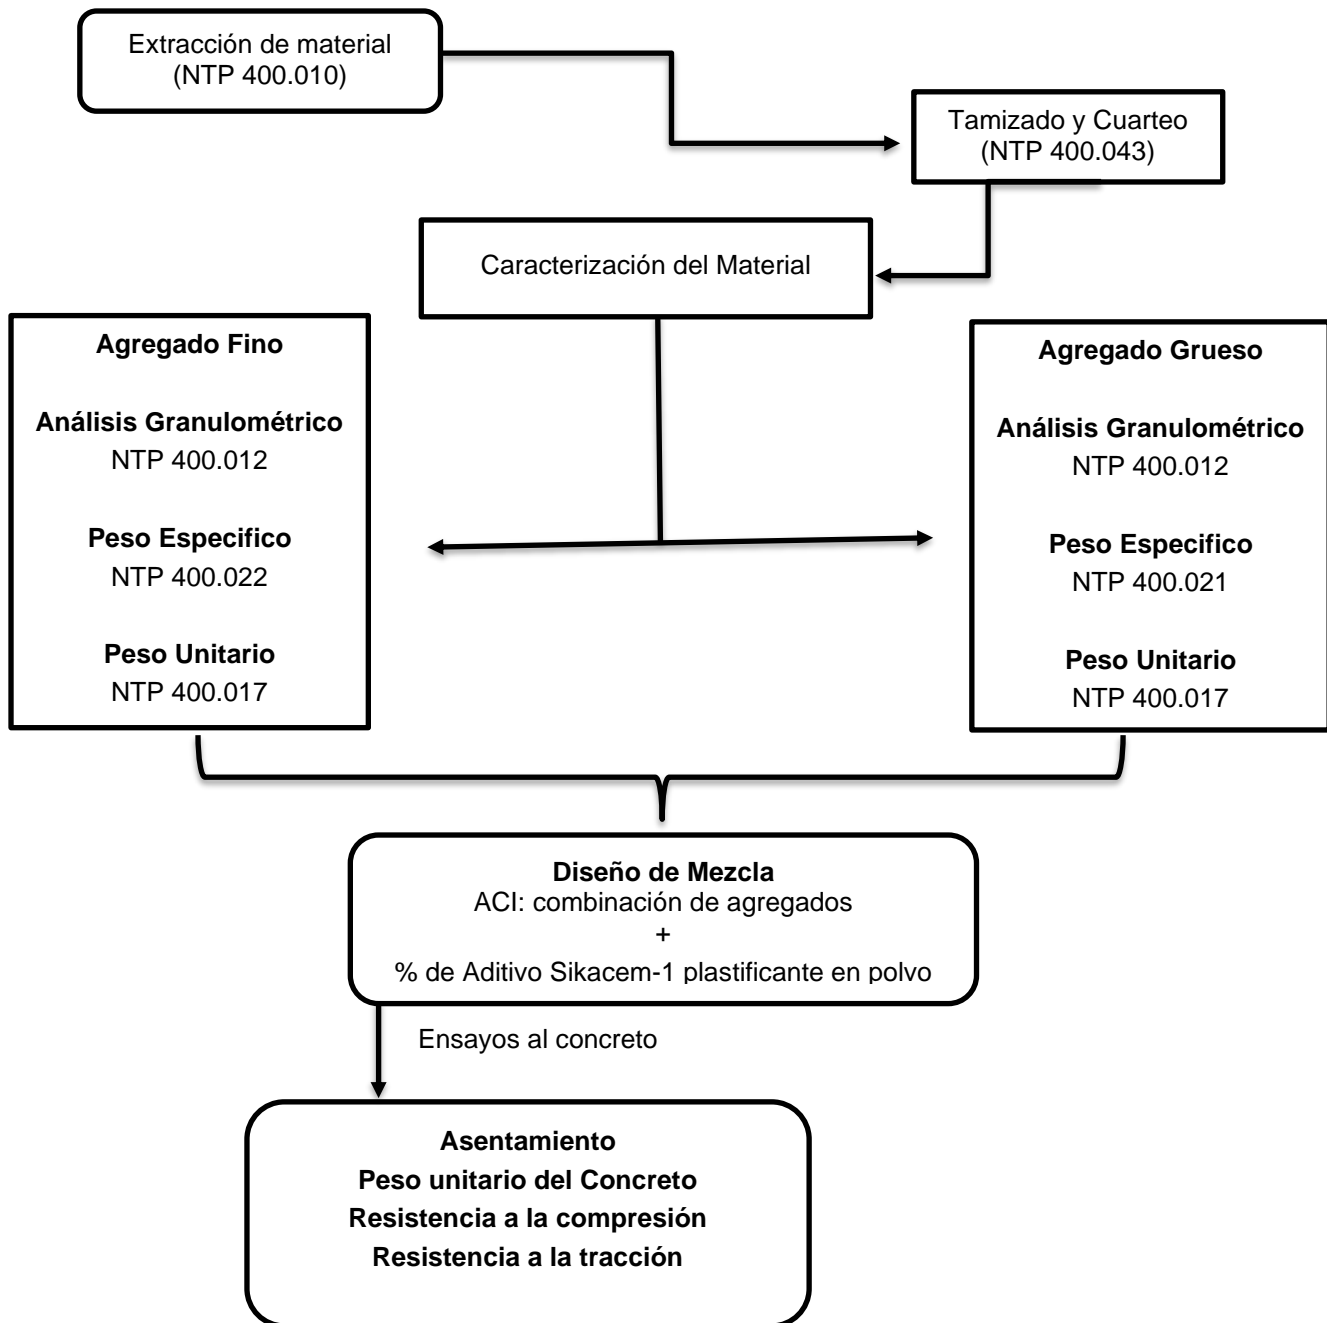 Extracción de material
(NTP 400.010)
Tamizado y Cuarteo
(NTP 400.043)
Caracterización del Material
Agregado Fino
Análisis Granulométrico
NTP 400.012
Peso Especifico
NTP 400.022
Peso Unitario
NTP 400.017
Agregado Grueso
Análisis Granulométrico
NTP 400.012
Peso Especifico
NTP 400.021
Peso Unitario
NTP 400.017
Diseño de Mezcla
ACI: combinación de agregados
+
% de Aditivo Sikacem-1 plastificante en polvo
Ensayos al concreto
Asentamiento
Peso unitario del Concreto
Resistencia a la compresión
Resistencia a la tracción